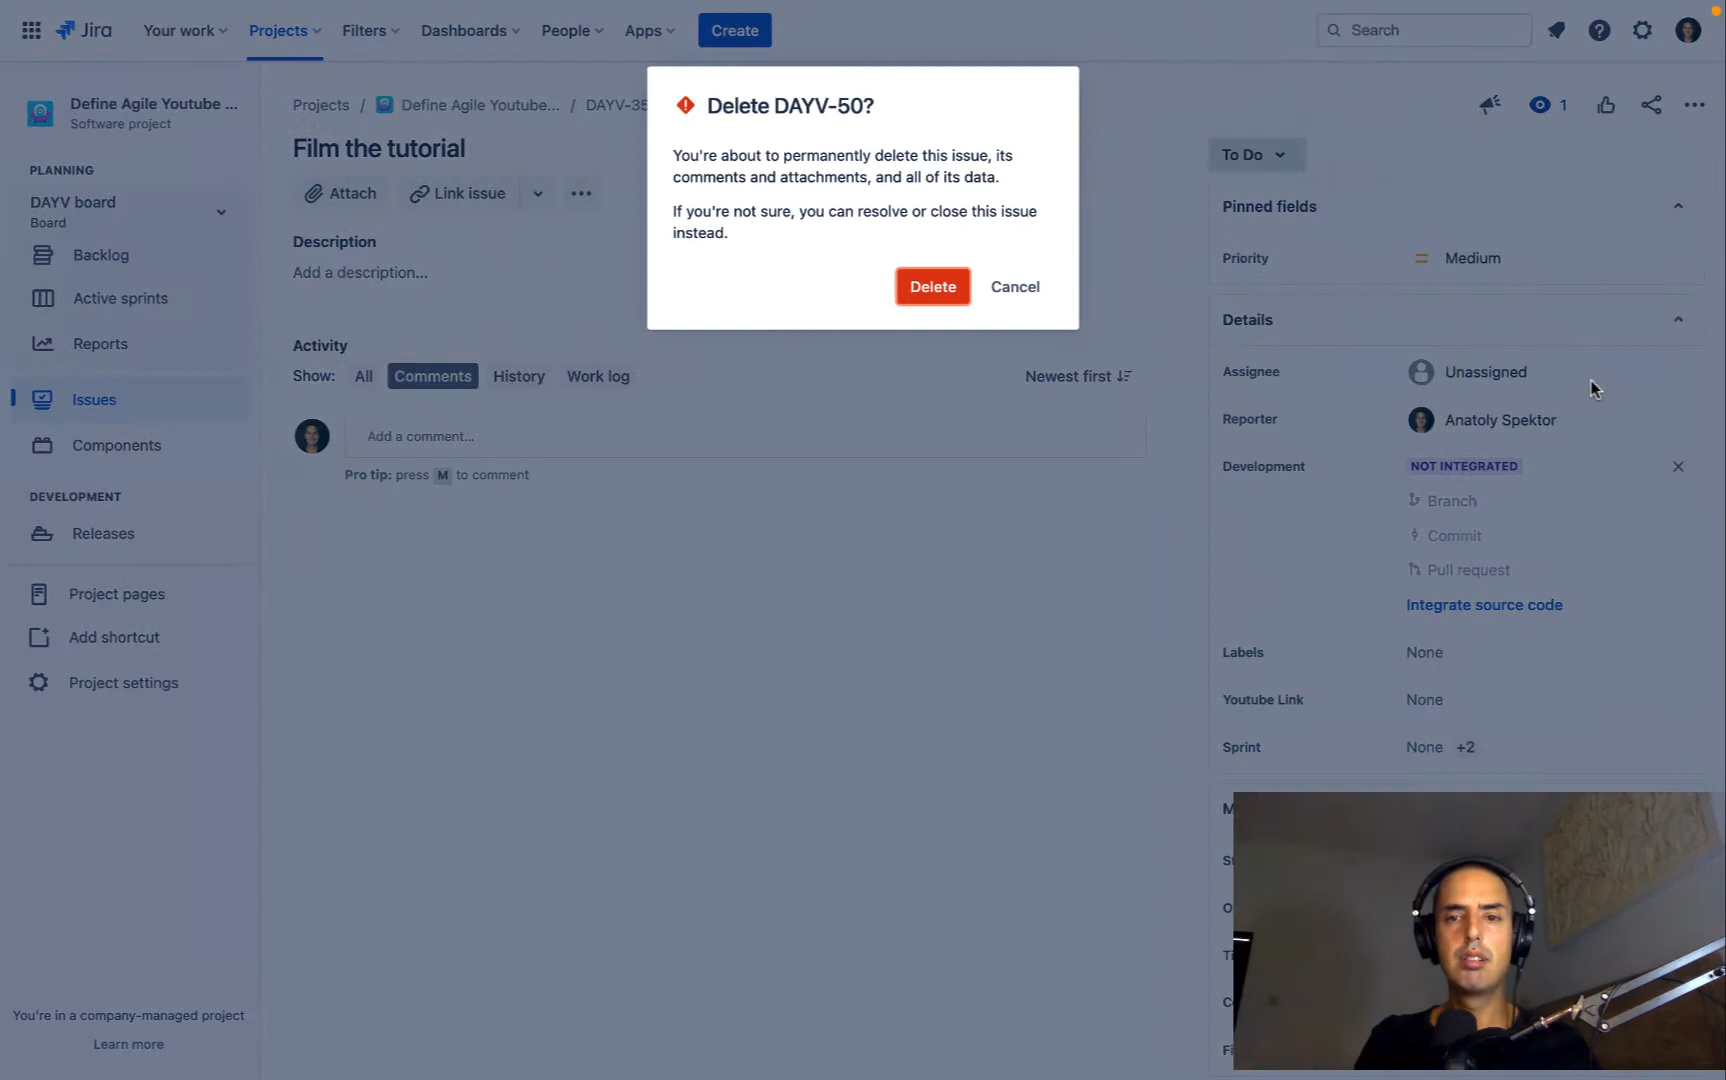 Jira
Your work
Projects
Filters
Dashboards
People
Apps
Create
Search
Define Agile Youtube ...
Software project
PLANNING
DAYV board
Board
Backlog
Active sprints
Reports
Issues
Components
DEVELOPMENT
Releases
Project pages
Add shortcut
Project settings
You're in a company-managed project
Learn more
Projects / Define Agile Youtube... / DAYV-35
Film the tutorial
Attach
Link issue
Description
Add a description...
Activity
Show: All Comments History Work log
Newest first
Add a comment...
Pro tip: press M to comment
Delete DAYV-50?
You're about to permanently delete this issue, its
comments and attachments, and all of its data.
If you're not sure, you can resolve or close this issue
instead.
Delete
Cancel
1
To Do
Pinned fields
Priority Medium
Details
Assignee Unassigned
Reporter Anatoly Spektor
Development NOT INTEGRATED
Branch
Commit
Pull request
Integrate source code
Labels None
Youtube Link None
Sprint None +2